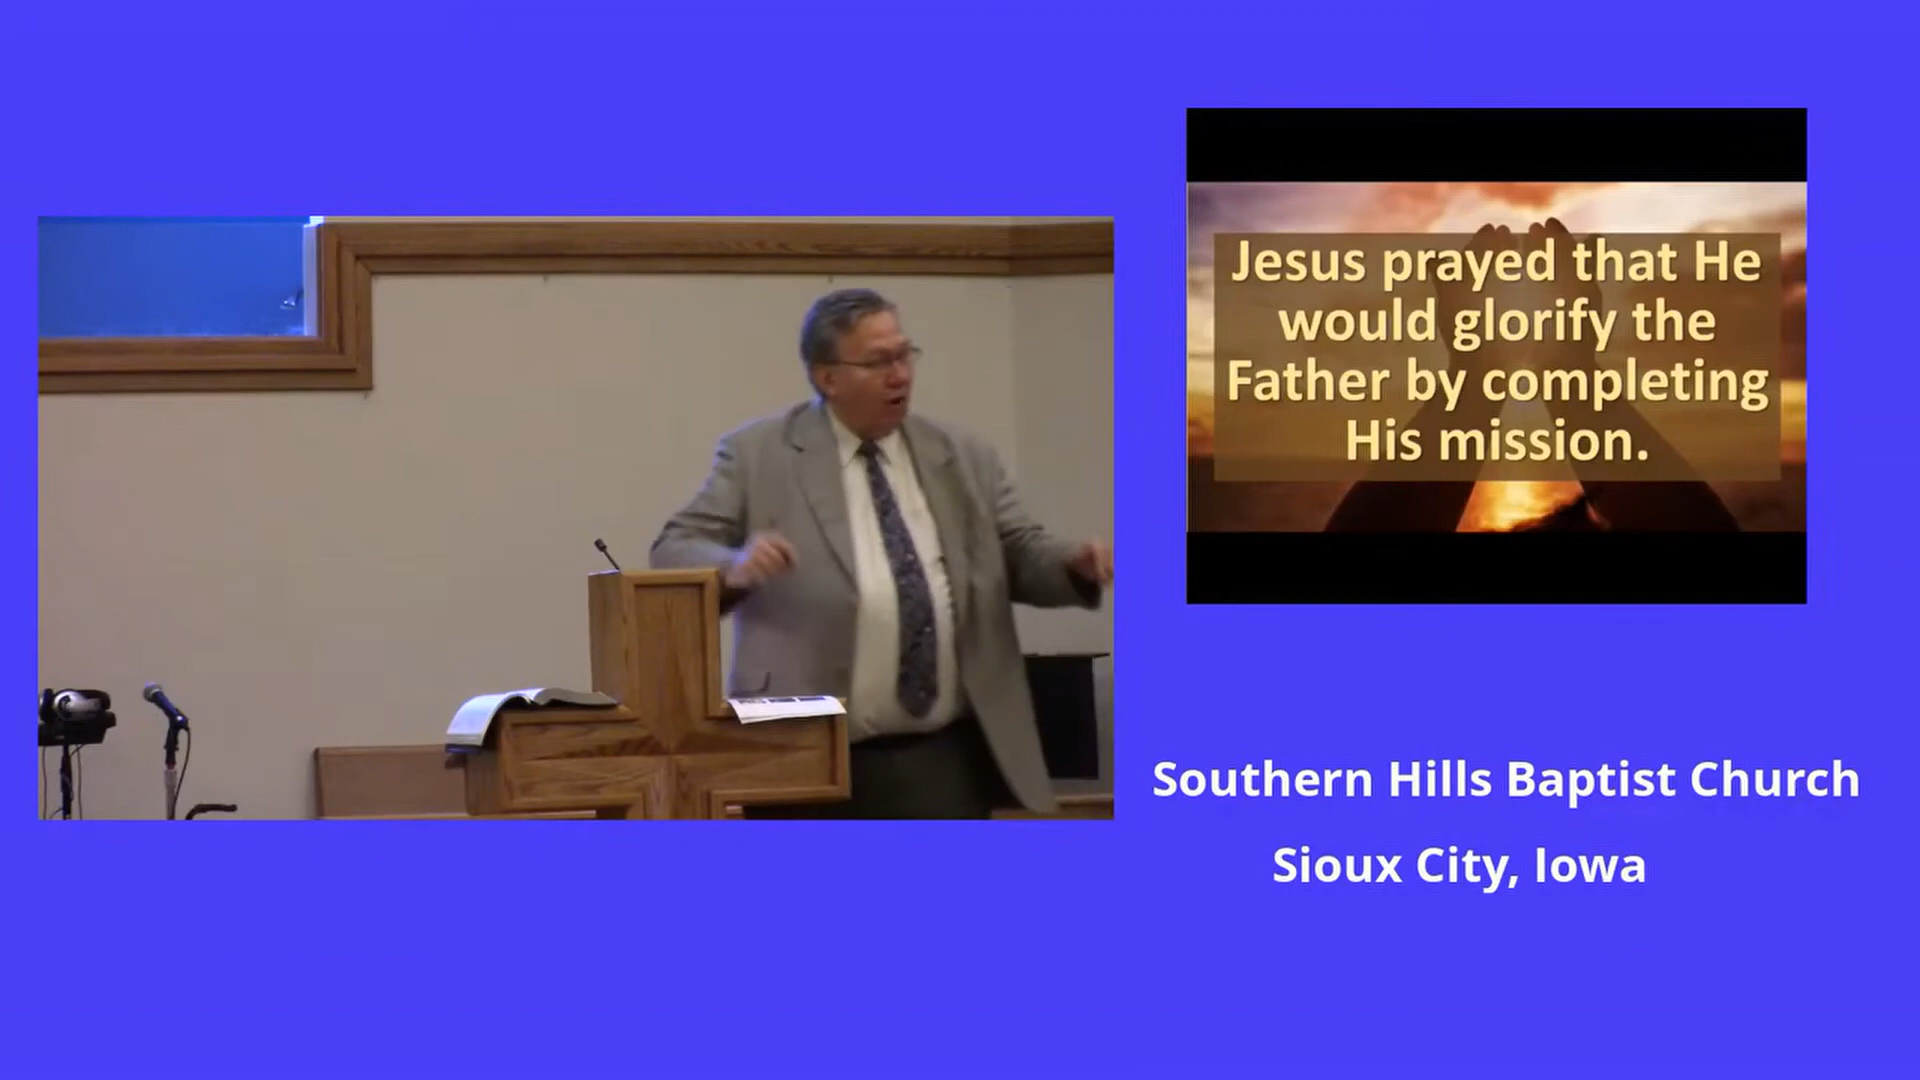 Jesus prayed that He
would glorify the
Father by completing
His mission.
Southern Hills Baptist Church
Sioux City, Iowa